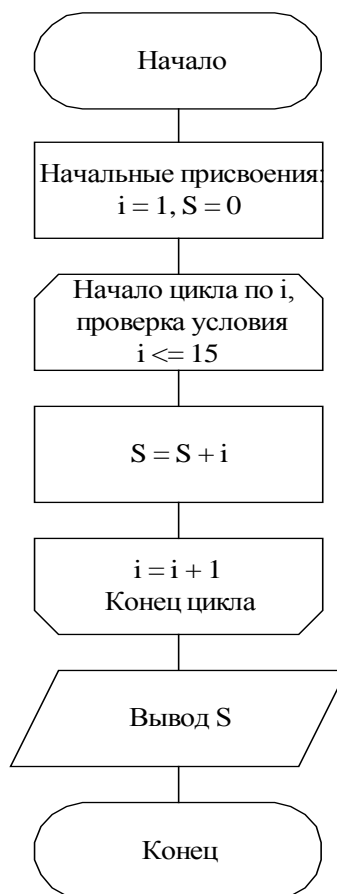 Начало
Начальные присвоения:
i = 1, S = 0
Начало цикла по i,
проверка условия
i <= 15
S = S + i
i = i + 1
Конец цикла
Вывод S
Конец